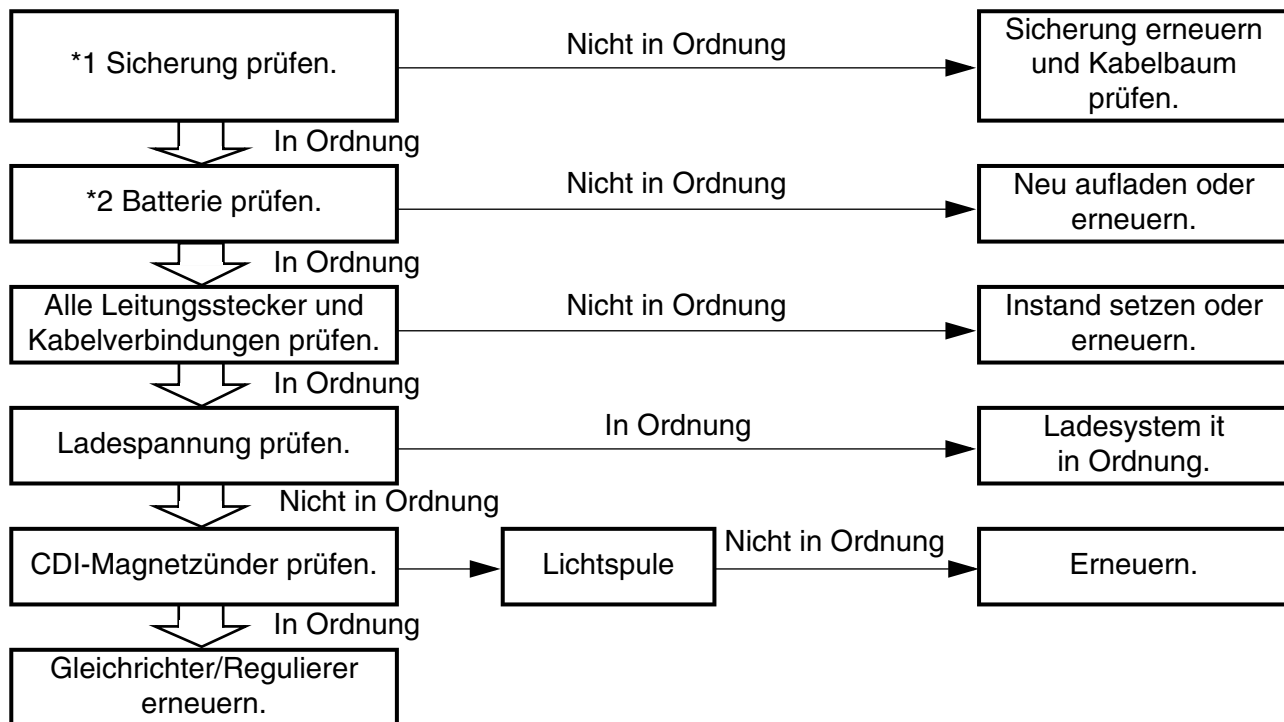 *1 Sicherung prüfen.
Nicht in Ordnung
Sicherung erneuern
und Kabelbaum
prüfen.
In Ordnung
*2 Batterie prüfen.
Nicht in Ordnung
Neu aufladen oder
erneuern.
In Ordnung
Alle Leitungsstecker und
Kabelverbindungen prüfen.
Nicht in Ordnung
Instand setzen oder
erneuern.
In Ordnung
Ladespannung prüfen.
In Ordnung
Ladesystem it
in Ordnung.
Nicht in Ordnung
CDI-Magnetzünder prüfen.
Lichtspule
Nicht in Ordnung
Erneuern.
In Ordnung
Gleichrichter/Regulierer
erneuern.